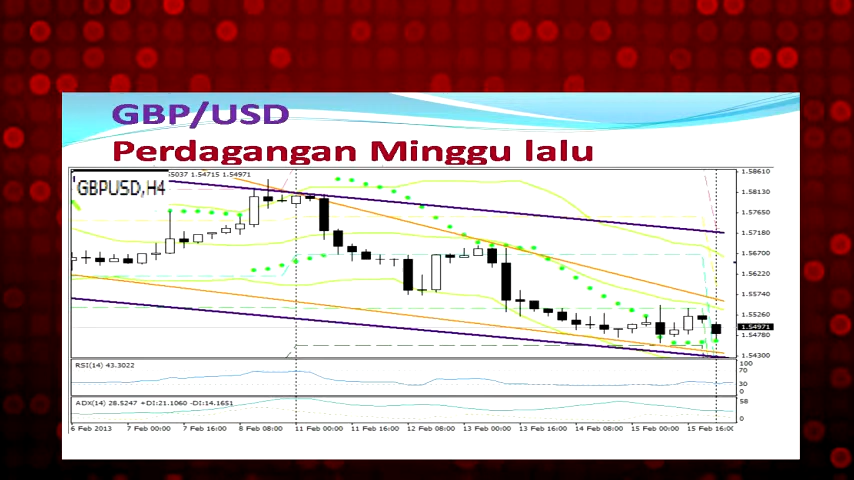 GBP/USD
Perdagangan Minggu lalu
GBPUSD,H4
5037 1.54715 1.54971
1.58610
1.58130
1.57650
1.57180
1.56700
1.56220
1.55740
1.55260
1.54971
1.54780
1.54300
RSI(14) 43.3022
100
70
30
0
ADX(14) 28.5247 +DI:21.1060 -DI:14.1651
58
0
6 Feb 2013 7 Feb 00:00 7 Feb 16:00 8 Feb 08:00 11 Feb 00:00 11 Feb 16:00 12 Feb 08:00 13 Feb 00:00 13 Feb 16:00 14 Feb 08:00 15 Feb 00:00 15 Feb 16:00